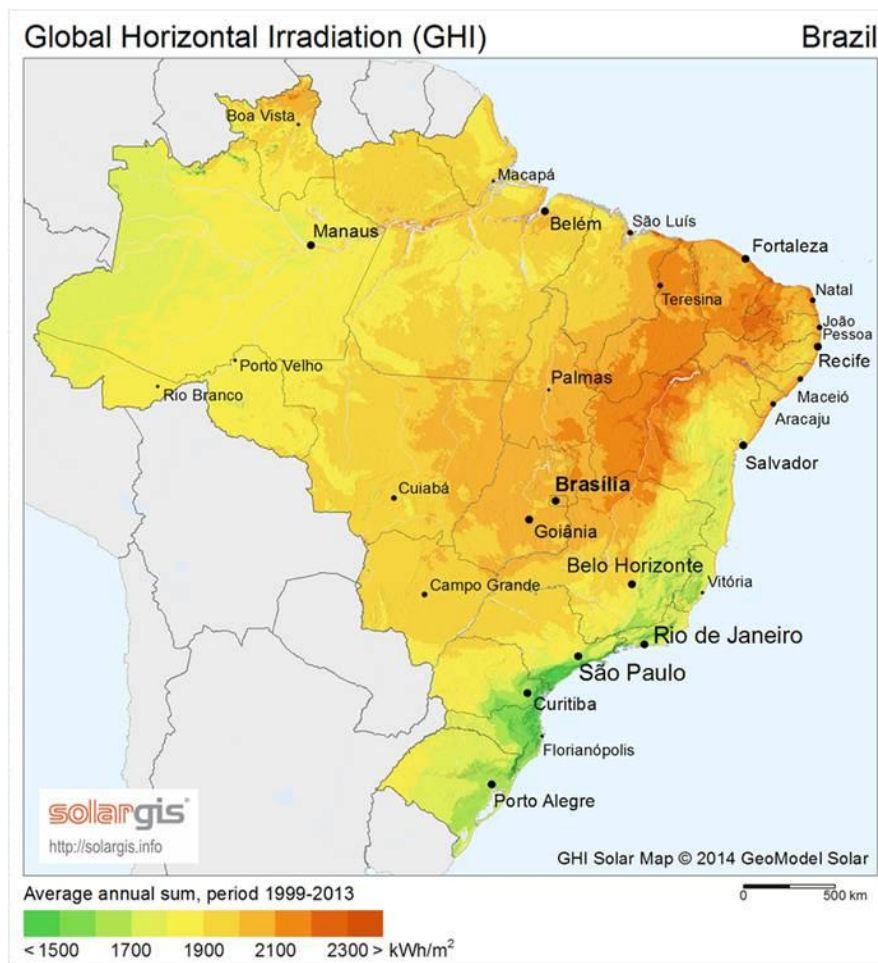 Global Horizontal Irradiation (GHI) Brazil
Boa Vista
Macapá
Belém
São Luís
Manaus
Fortaleza
Teresina
Natal
João
Pessoa
Recife
Porto Velho
Palmas
Rio Branco
Maceió
Aracaju
Salvador
Cuiabá
Brasília
Goiânia
Belo Horizonte
Campo Grande
Vitória
Rio de Janeiro
São Paulo
Curitiba
Florianópolis
Porto Alegre
solargis
http://solargis.info
GHI Solar Map © 2014 GeoModel Solar
Average annual sum, period 1999-2013
0 500 km
< 1500 1700 1900 2100 2300 > kWh/m²